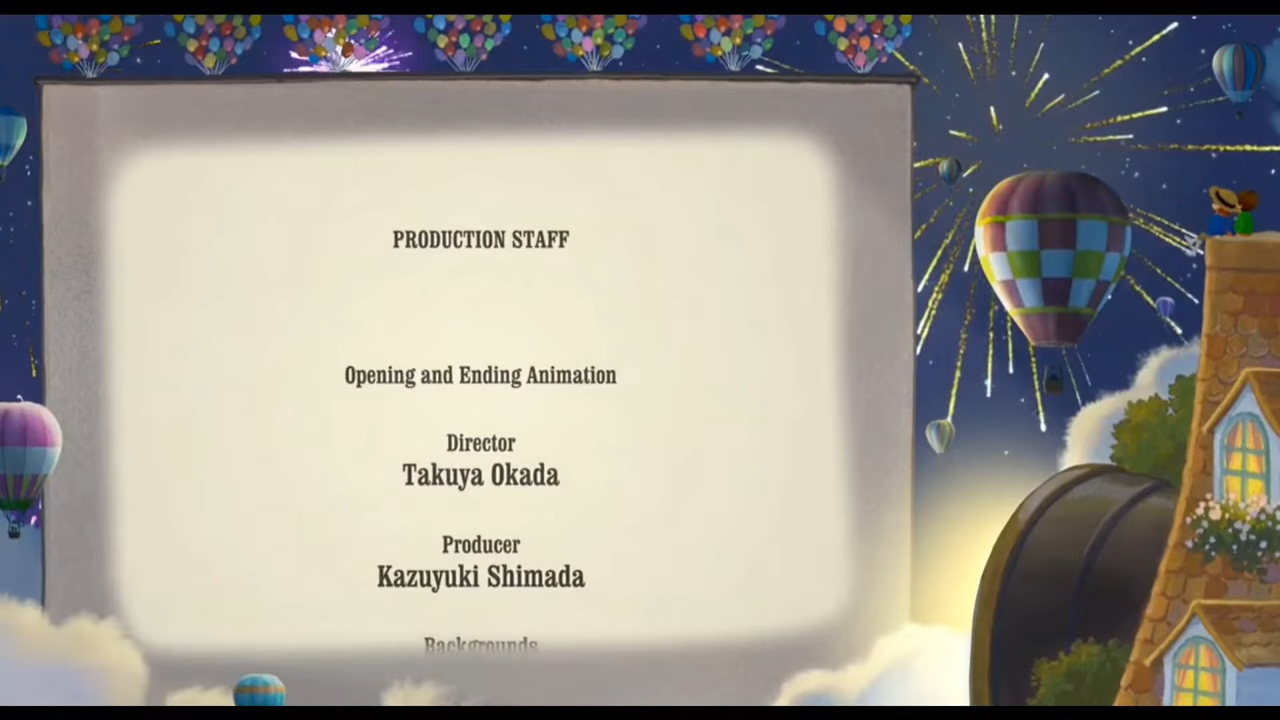 PRODUCTION STAFF
Opening and Ending Animation
Director
Takuya Okada
Producer
Kazuyuki Shimada
Backgrounds